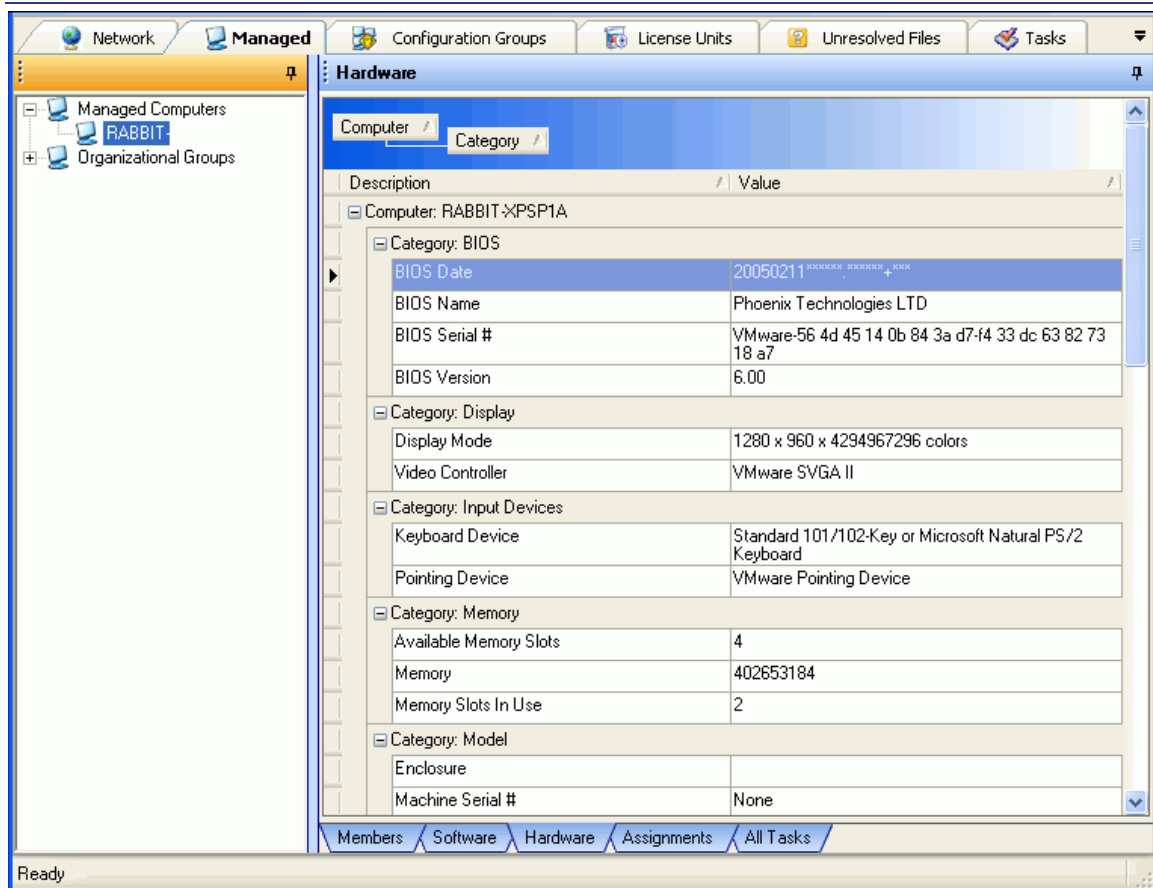 Network
Managed
Configuration Groups
License Units
Unresolved Files
Tasks
Hardware
Managed Computers
RABBIT-
Organizational Groups
Computer
Category
Description Value
Computer: RABBIT-XPSP1A
Category: BIOS
BIOS Date 20050211******.******+***
BIOS Name Phoenix Technologies LTD
BIOS Serial # VMware-56 4d 45 14 0b 84 3a d7-f4 33 dc 63 82 73
18 a7
BIOS Version 6.00
Category: Display
Display Mode 1280 x 960 x 4294967296 colors
Video Controller VMware SVGA II
Category: Input Devices
Keyboard Device Standard 101/102-Key or Microsoft Natural PS/2
Keyboard
Pointing Device VMware Pointing Device
Category: Memory
Available Memory Slots 4
Memory 402653184
Memory Slots In Use 2
Category: Model
Enclosure
Machine Serial # None
Members Software Hardware Assignments All Tasks
Ready